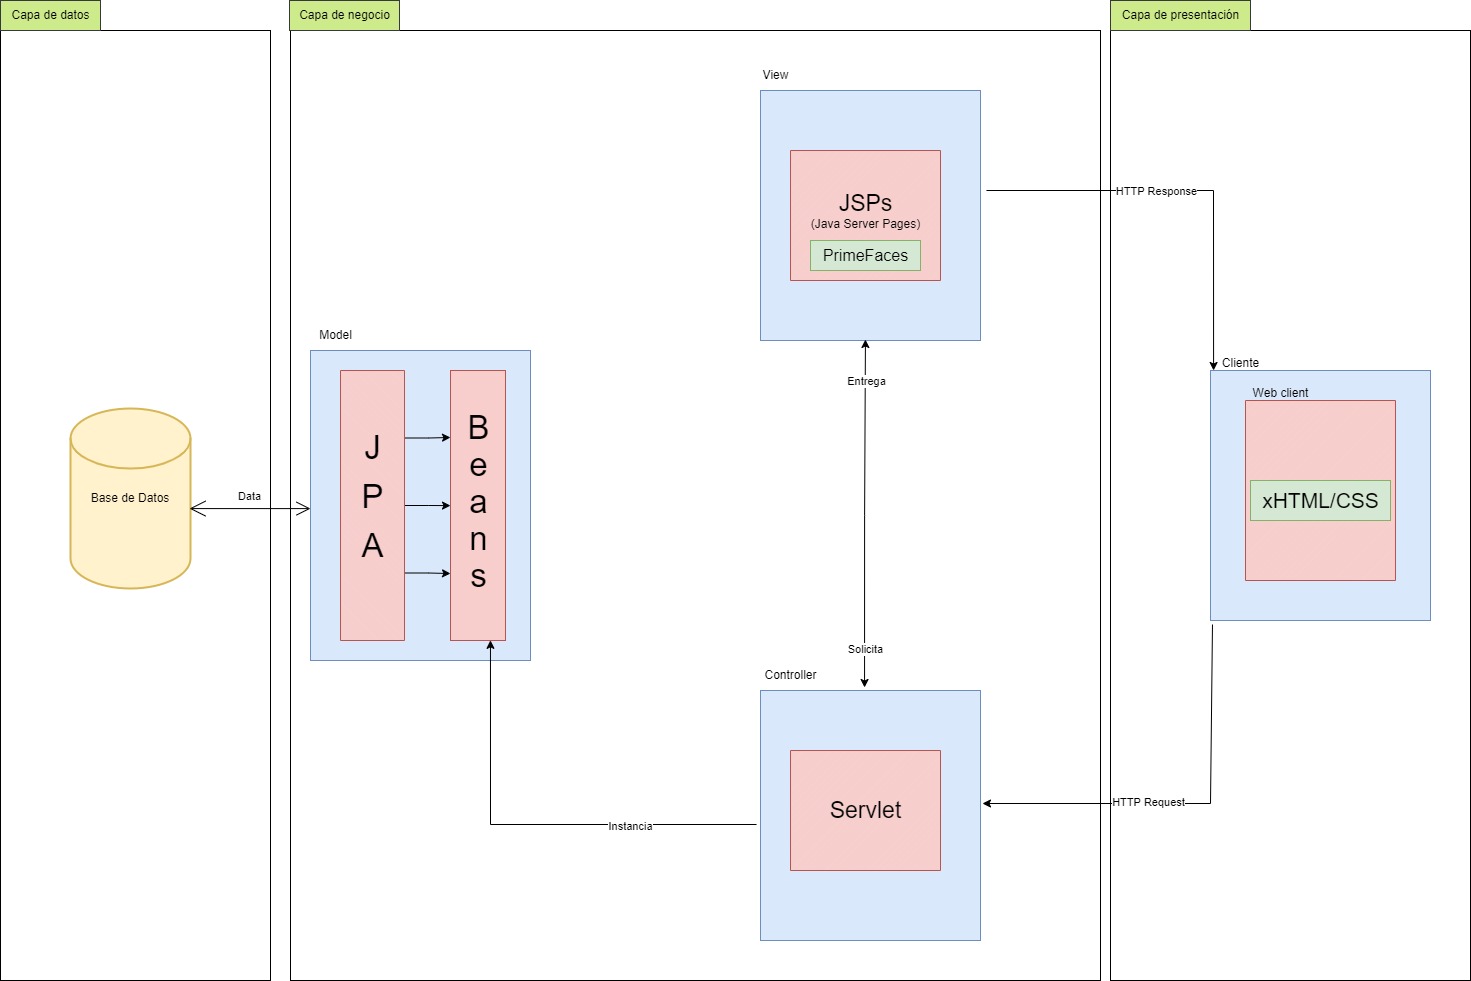 Capa de datos
Capa de negocio
Capa de presentación
View
JSPs
(Java Server Pages)
PrimeFaces
HTTP Response
Model
J
P
A
B
e
a
n
s
Base de Datos
Data
Entrega
Solicita
Cliente
Web client
xHTML/CSS
Controller
Servlet
Instancia
HTTP Request